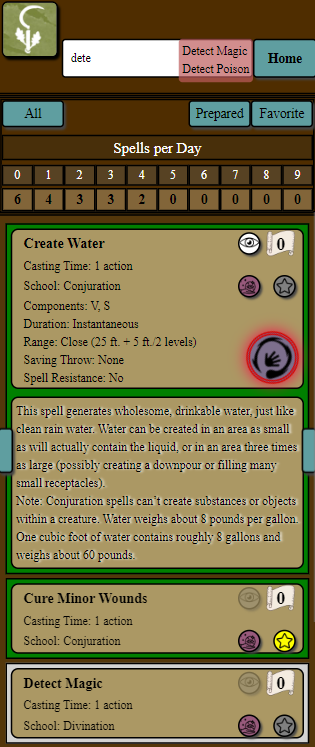 dete
Detect Magic
Detect Poison
Home
All
Prepared
Favorite
Spells per Day
0 1 2 3 4 5 6 7 8 9
6 4 3 3 2 0 0 0 0 0
Create Water
0
Casting Time: 1 action
School: Conjuration
Components: V, S
Duration: Instantaneous
Range: Close (25 ft. + 5 ft./2 levels)
Saving Throw: None
Spell Resistance: No
This spell generates wholesome, drinkable water, just like
clean rain water. Water can be created in an area as small
as will actually contain the liquid, or in an area three times
as large (possibly creating a downpour or filling many
small receptacles).
Note: Conjuration spells can't create substances or objects
within a creature. Water weighs about 8 pounds per gallon.
One cubic foot of water contains roughly 8 gallons and
weighs about 60 pounds.
Cure Minor Wounds
0
Casting Time: 1 action
School: Conjuration
Detect Magic
0
Casting Time: 1 action
School: Divination